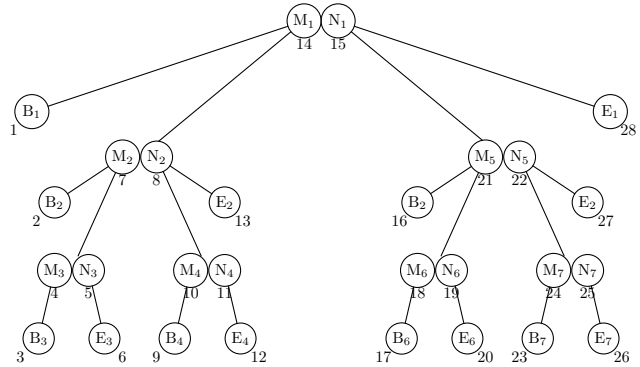 M₁ N₁
14 15
B₁ E₁
1 28
M₂ N₂ M₅ N₅
7 8 21 22
B₂ E₂ B₂ E₂
2 13 16 27
M₃ N₃ M₄ N₄ M₆ N₆ M₇ N₇
4 5 10 11 18 19 24 25
B₃ E₃ B₄ E₄ B₆ E₆ B₇ E₇
3 6 9 12 17 20 23 26